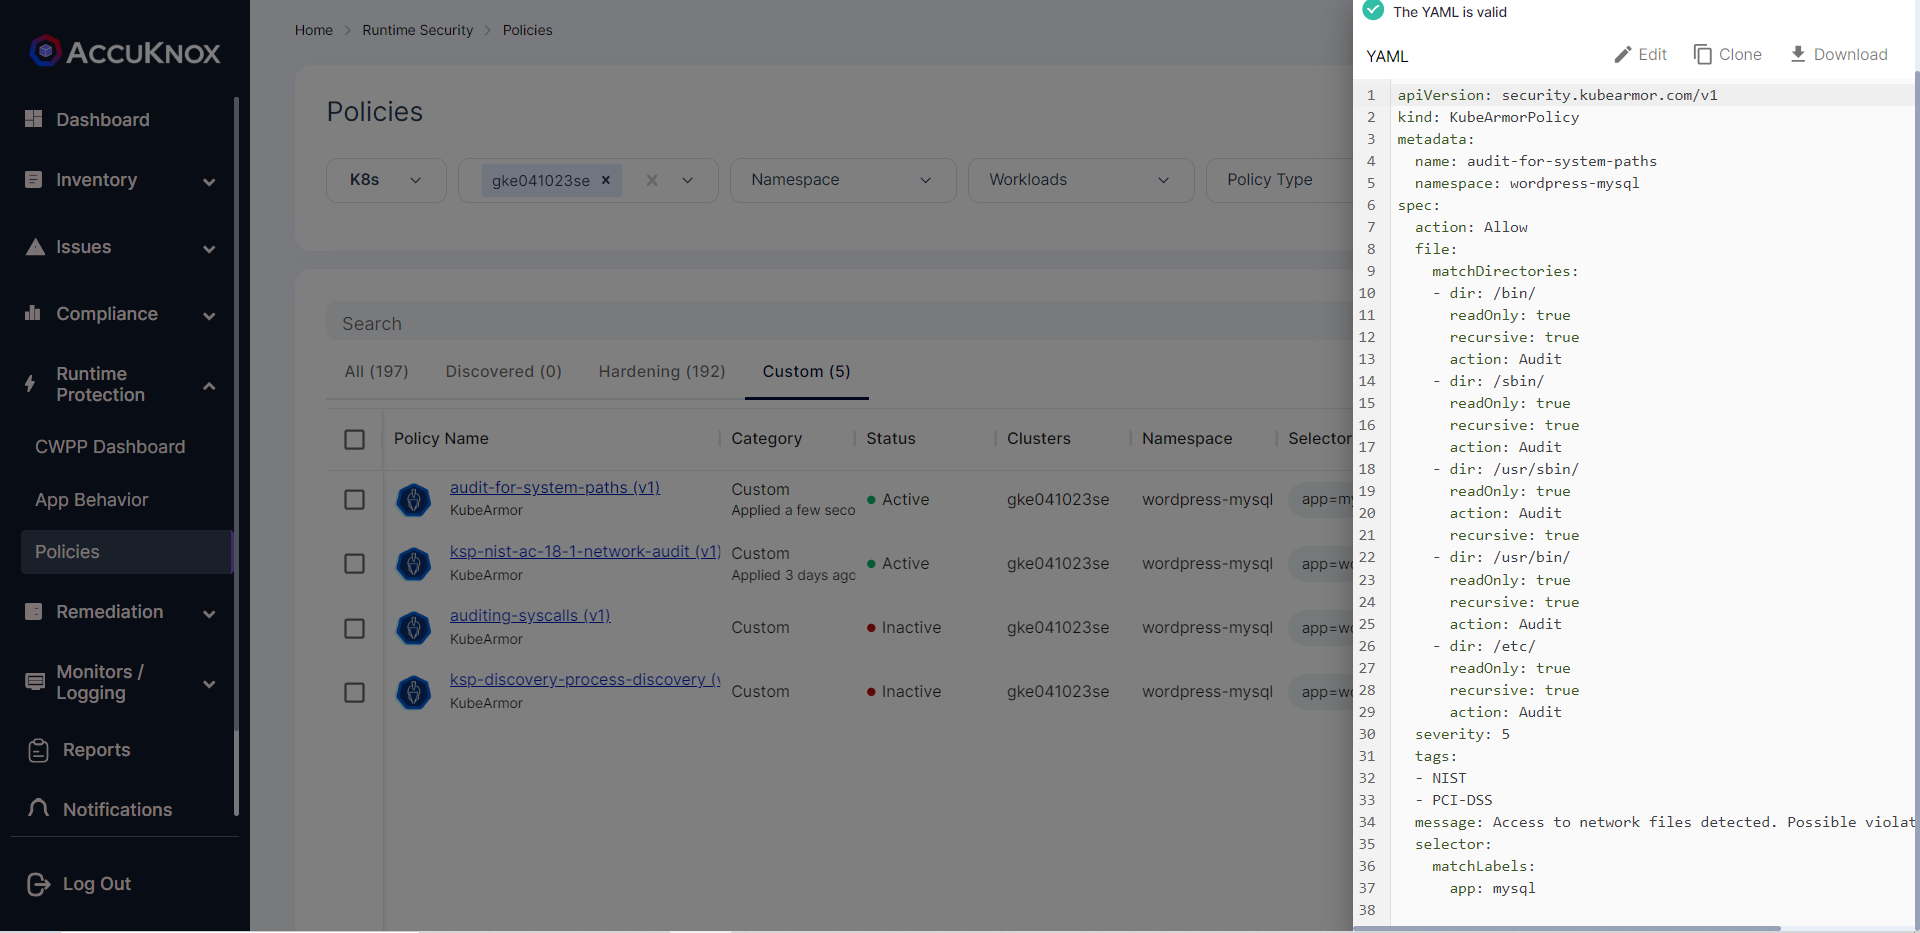 ACCUKNOX
Dashboard
Inventory
Issues
Compliance
Runtime
Protection
CWPP Dashboard
App Behavior
Policies
Remediation
Monitors /
Logging
Reports
Notifications
Log Out
Home > Runtime Security > Policies
Policies
K8s
gke041023se ×
Namespace
Workloads
Policy Type
Search
All (197) Discovered (0) Hardening (192) Custom (5)
Policy Name Category Status Clusters Namespace Selector
audit-for-system-paths (v1) Custom Active gke041023se wordpress-mysql app=my
KubeArmor Applied a few seco
ksp-nist-ac-18-1-network-audit (v1) Custom Active gke041023se wordpress-mysql app=wo
KubeArmor Applied 3 days ago
auditing-syscalls (v1) Custom Inactive gke041023se wordpress-mysql app=wo
KubeArmor
ksp-discovery-process-discovery (v Custom Inactive gke041023se wordpress-mysql app=wo
KubeArmor
The YAML is valid
YAML Edit Clone Download
1 apiVersion: security.kubearmor.com/v1
2 kind: KubeArmorPolicy
3 metadata:
4 name: audit-for-system-paths
5 namespace: wordpress-mysql
6 spec:
7 action: Allow
8 file:
9 matchDirectories:
10 - dir: /bin/
11 readOnly: true
12 recursive: true
13 action: Audit
14 - dir: /sbin/
15 readOnly: true
16 recursive: true
17 action: Audit
18 - dir: /usr/sbin/
19 readOnly: true
20 action: Audit
21 recursive: true
22 - dir: /usr/bin/
23 readOnly: true
24 recursive: true
25 action: Audit
26 - dir: /etc/
27 readOnly: true
28 recursive: true
29 action: Audit
30 severity: 5
31 tags:
32 - NIST
33 - PCI-DSS
34 message: Access to network files detected. Possible violat
35 selector:
36 matchLabels:
37 app: mysql
38